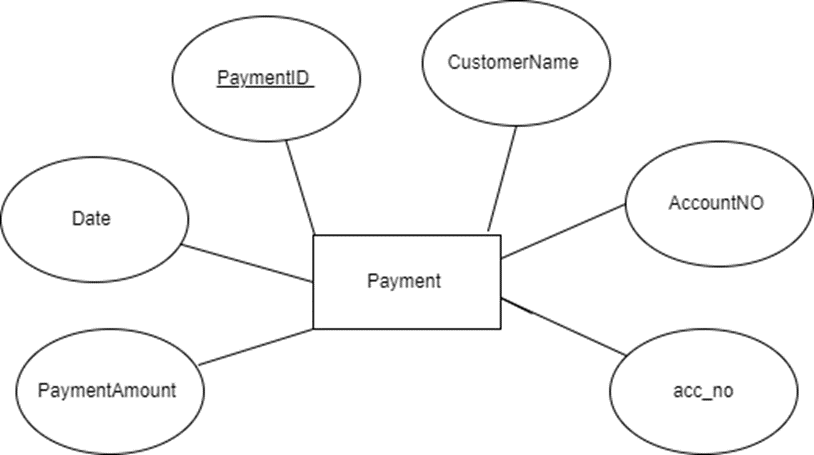 PaymentID
CustomerName
Date
AccountNO
Payment
PaymentAmount
acc_no